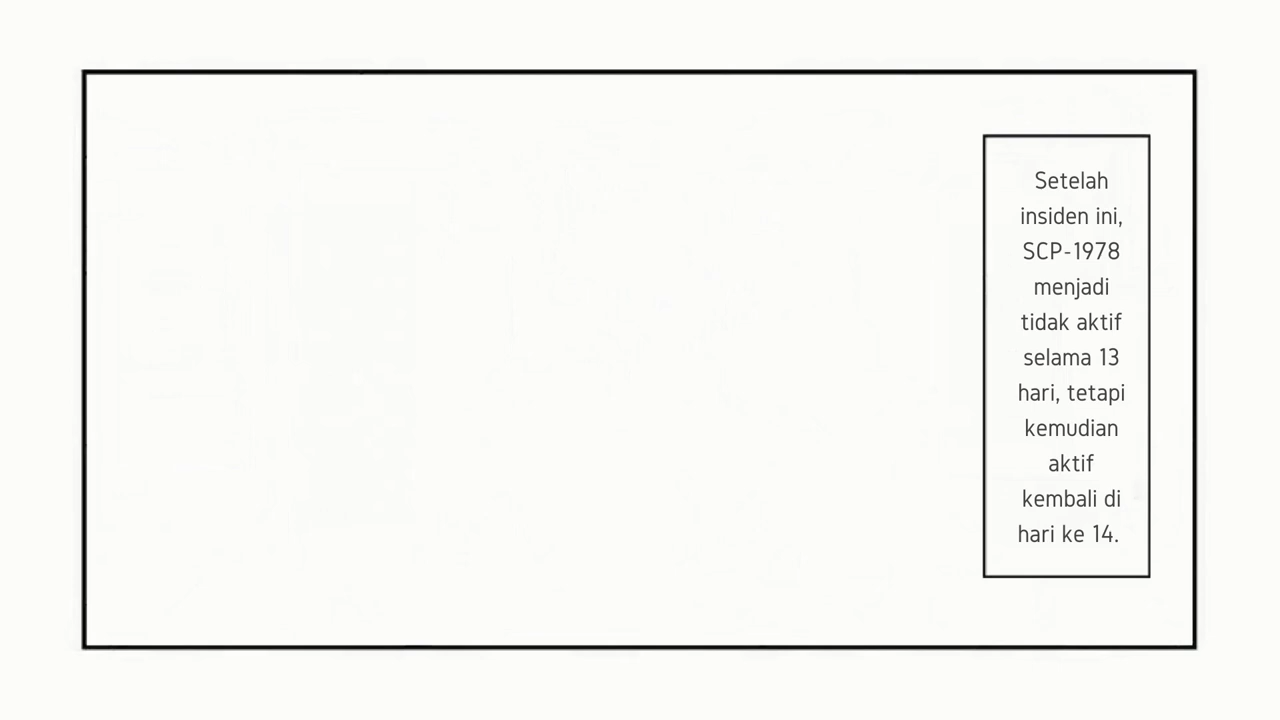 Setelah
insiden ini,
SCP-1978
menjadi
tidak aktif
selama 13
hari, tetapi
kemudian
aktif
kembali di
hari ke 14.